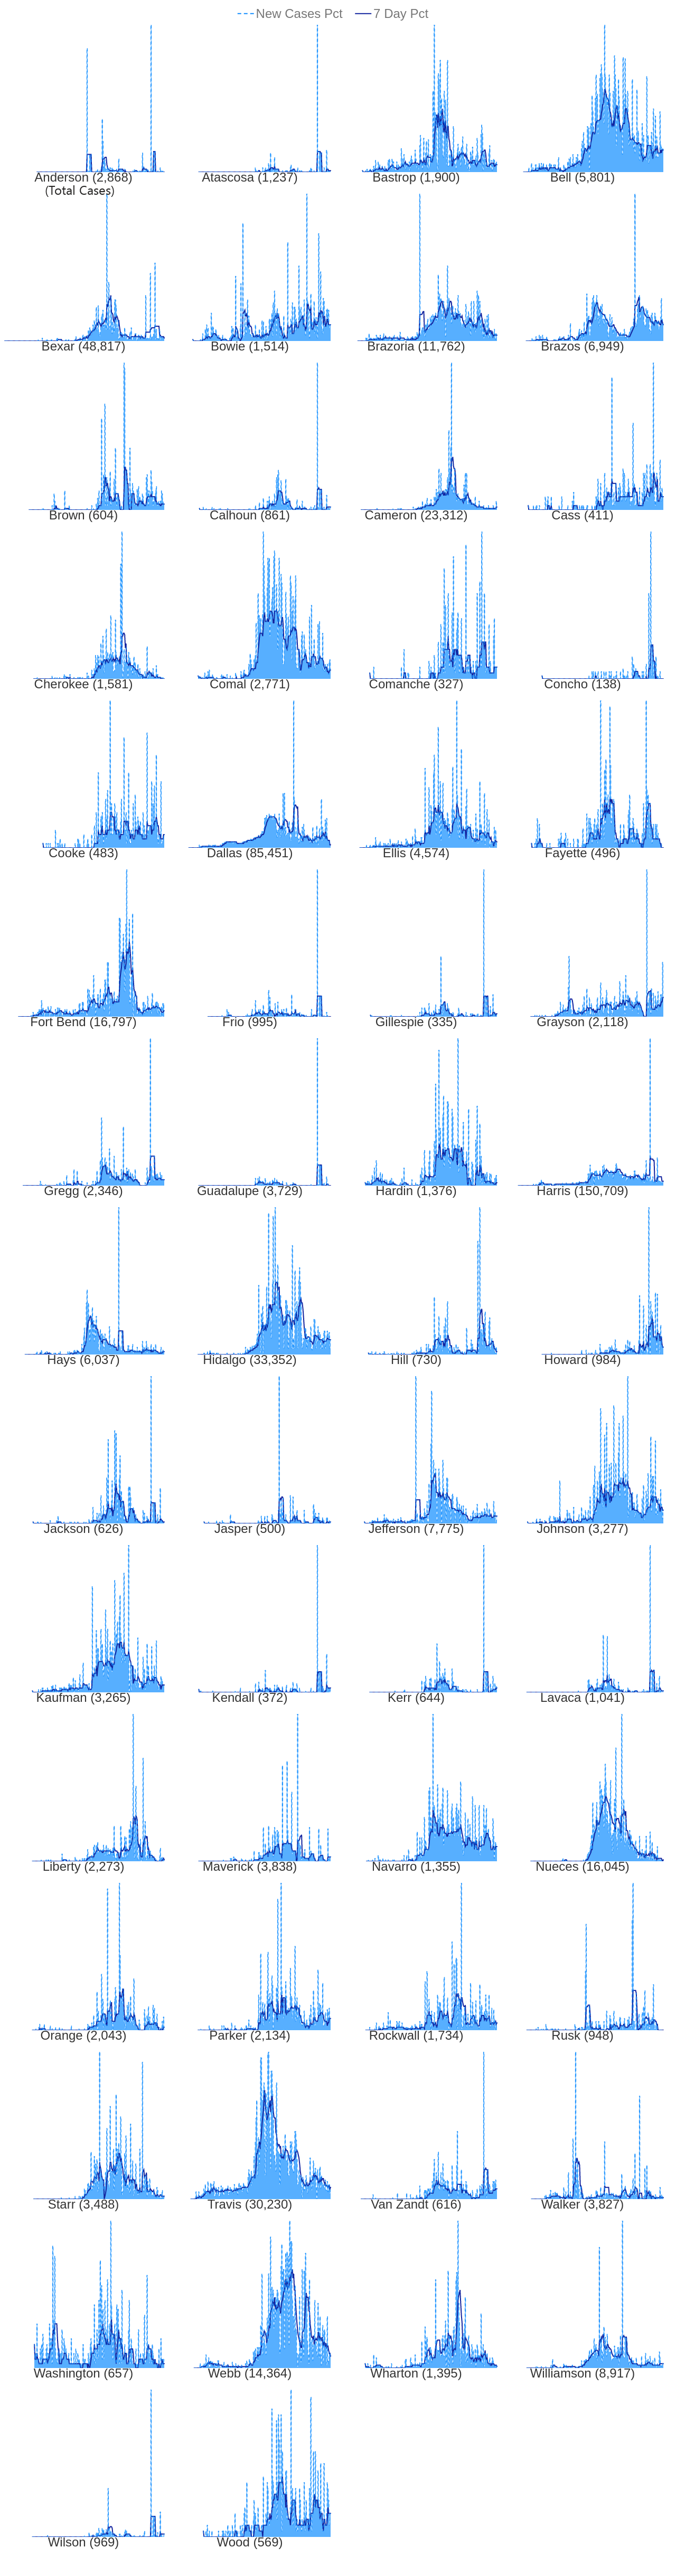 New Cases Pct 7 Day Pct
Anderson (2,868) Atascosa (1,237) Bastrop (1,900) Bell (5,801)
(Total Cases)
Bexar (48,817) Bowie (1,514) Brazoria (11,762) Brazos (6,949)
Brown (604) Calhoun (861) Cameron (23,312) Cass (411)
Cherokee (1,581) Comal (2,771) Comanche (327) Concho (138)
Cooke (483) Dallas (85,451) Ellis (4,574) Fayette (496)
Fort Bend (16,797) Frio (995) Gillespie (335) Grayson (2,118)
Gregg (2,346) Guadalupe (3,729) Hardin (1,376) Harris (150,709)
Hays (6,037) Hidalgo (33,352) Hill (730) Howard (984)
Jackson (626) Jasper (500) Jefferson (7,775) Johnson (3,277)
Kaufman (3,265) Kendall (372) Kerr (644) Lavaca (1,041)
Liberty (2,273) Maverick (3,838) Navarro (1,355) Nueces (16,045)
Orange (2,043) Parker (2,134) Rockwall (1,734) Rusk (948)
Starr (3,488) Travis (30,230) Van Zandt (616) Walker (3,827)
Washington (657) Webb (14,364) Wharton (1,395) Williamson (8,917)
Wilson (969) Wood (569)